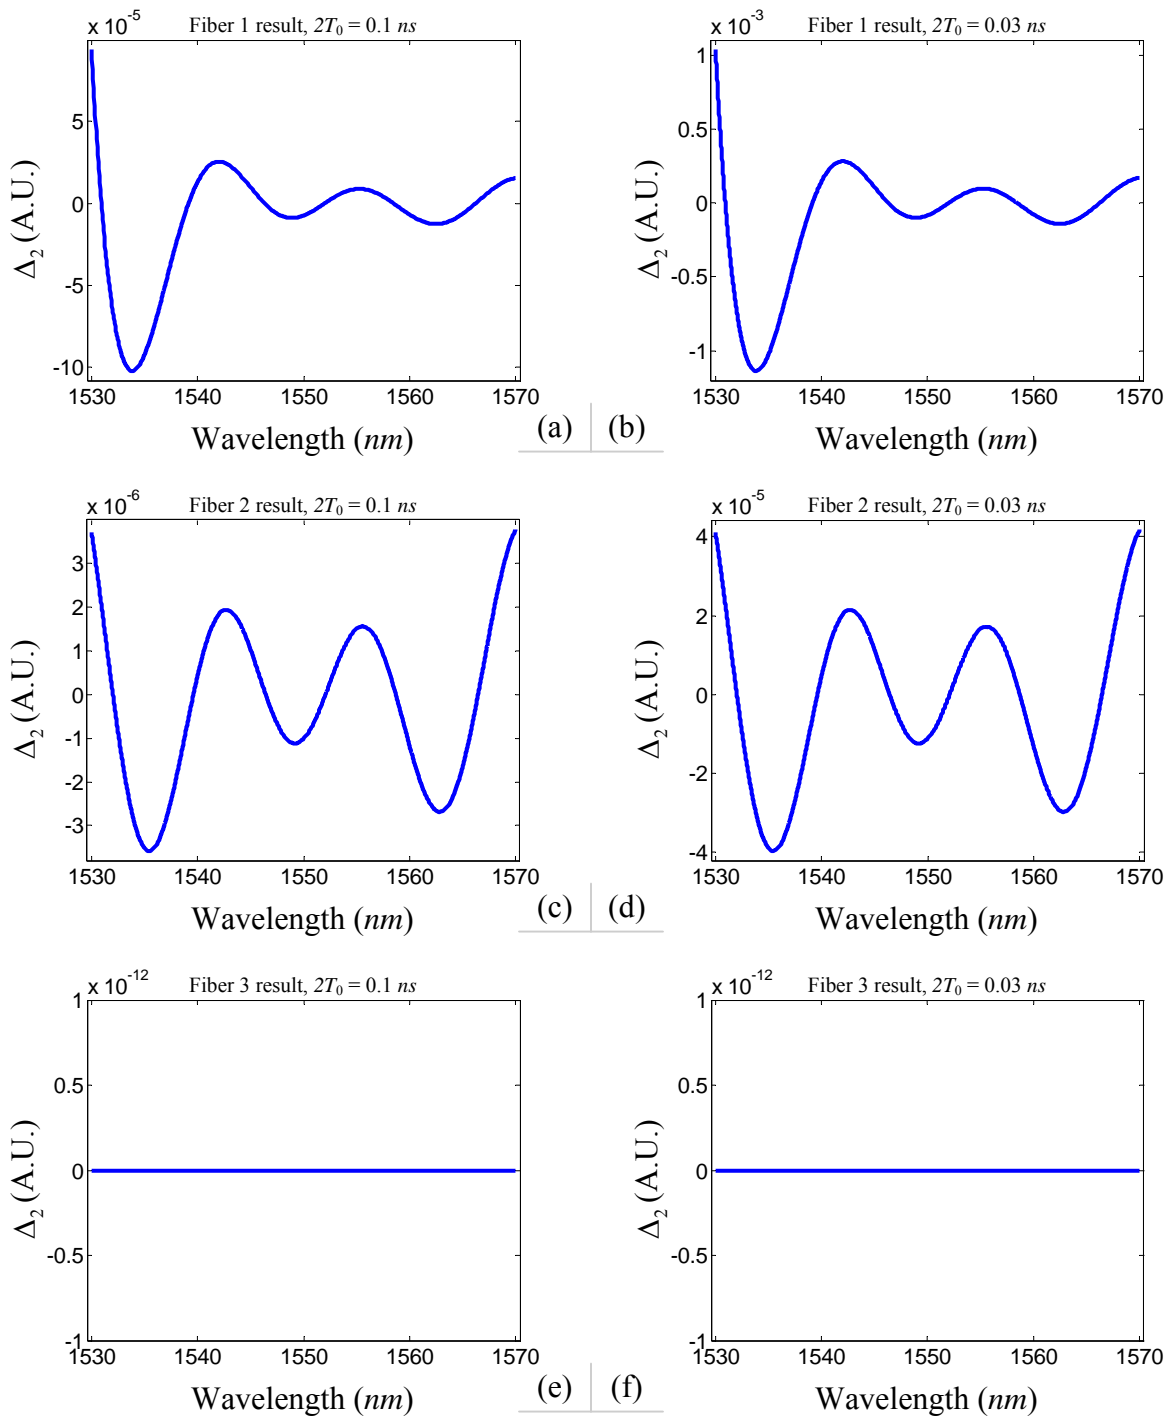 x 10^-5
Fiber 1 result, 2T₀ = 0.1 ns
5
0
-5
-10
1530 1540 1550 1560 1570
Δ₂ (A.U.)
Wavelength (nm)
(a)
x 10^-3
Fiber 1 result, 2T₀ = 0.03 ns
1
0.5
0
-0.5
-1
1530 1540 1550 1560 1570
Δ₂ (A.U.)
Wavelength (nm)
(b)
x 10^-6
Fiber 2 result, 2T₀ = 0.1 ns
3
2
1
0
-1
-2
-3
1530 1540 1550 1560 1570
Δ₂ (A.U.)
Wavelength (nm)
(c)
x 10^-5
Fiber 2 result, 2T₀ = 0.03 ns
4
2
0
-2
-4
1530 1540 1550 1560 1570
Δ₂ (A.U.)
Wavelength (nm)
(d)
x 10^-12
Fiber 3 result, 2T₀ = 0.1 ns
1
0.5
0
-0.5
-1
1530 1540 1550 1560 1570
Δ₂ (A.U.)
Wavelength (nm)
(e)
x 10^-12
Fiber 3 result, 2T₀ = 0.03 ns
1
0.5
0
-0.5
-1
1530 1540 1550 1560 1570
Δ₂ (A.U.)
Wavelength (nm)
(f)